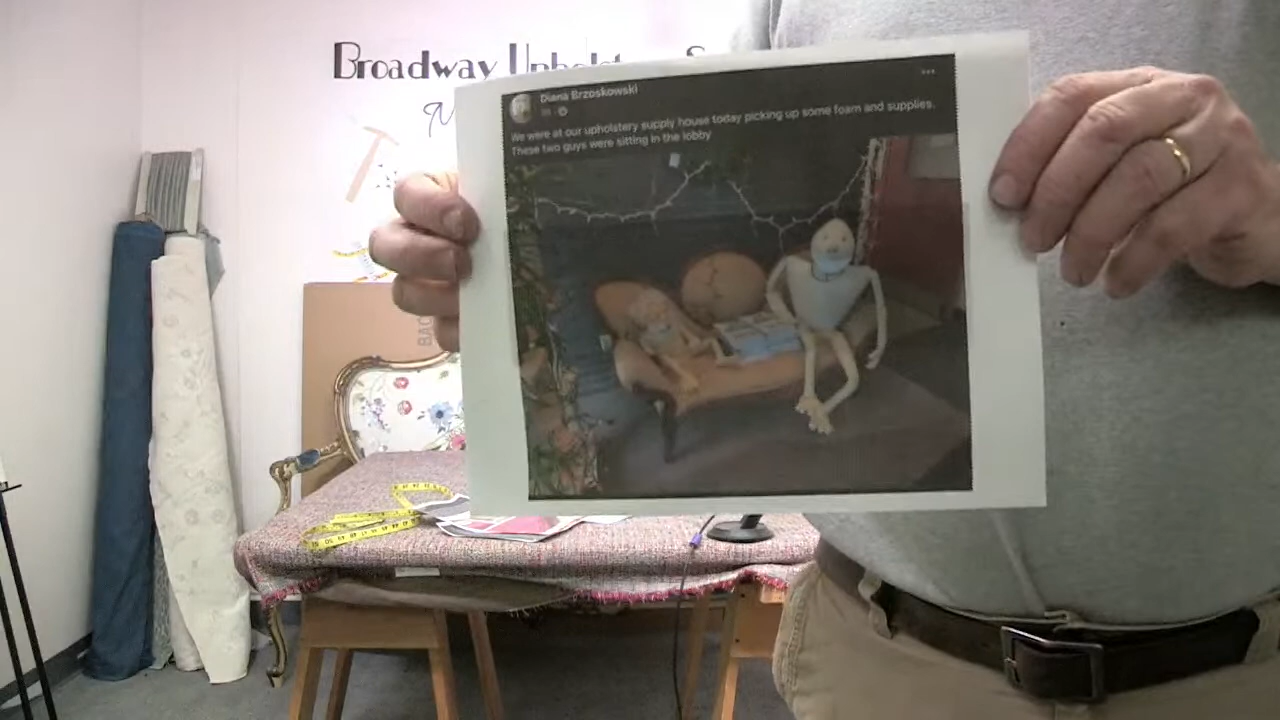 Broadway
Diana Brzoskowski
We were at our upholstery supply house today picking up some foam and supplies.
These two guys were sitting in the lobby